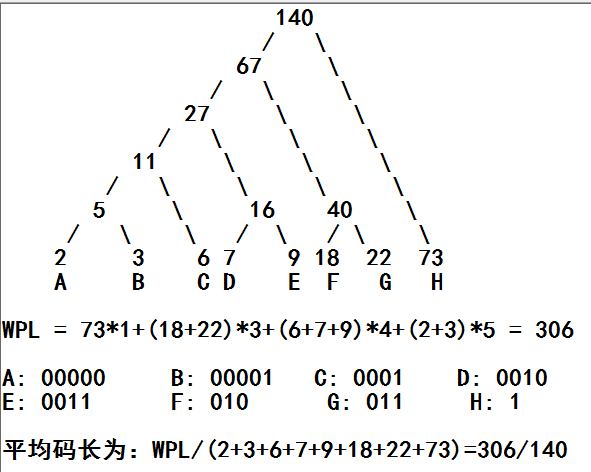 140
67
27
11
5 16 40
2 3 6 7 9 18 22 73
A B C D E F G H
WPL = 73*1+(18+22)*3+(6+7+9)*4+(2+3)*5 = 306
A: 00000 B: 00001 C: 0001 D: 0010
E: 0011 F: 010 G: 011 H: 1
平均码长为：WPL/(2+3+6+7+9+18+22+73)=306/140